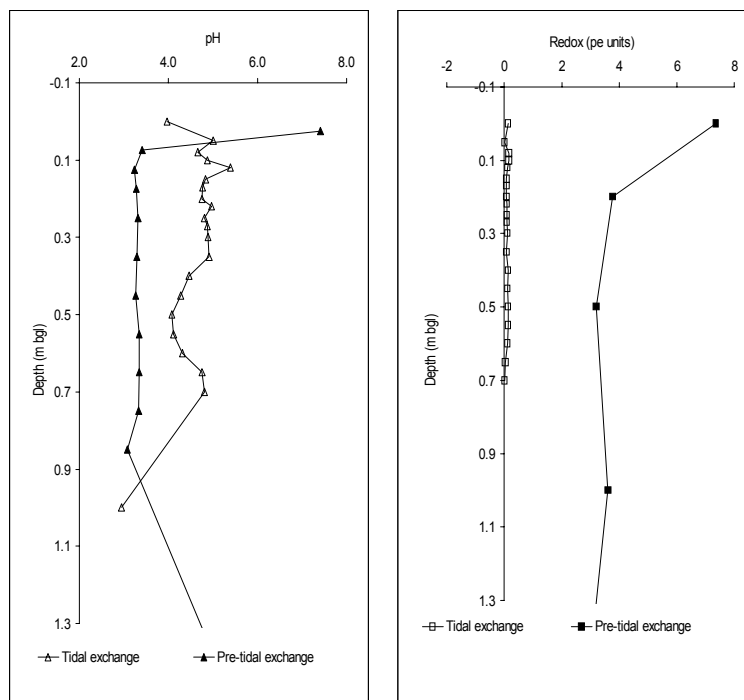 pH
2.0 4.0 6.0 8.0
-0.1
0.1
0.3
0.5
0.7
0.9
1.1
1.3
Depth (m bgl)
Tidal exchange Pre-tidal exchange
Redox (pe units)
-2 0 2 4 6 8
-0.1
0.1
0.3
0.5
0.7
0.9
1.1
1.3
Depth (m bgl)
Tidal exchange Pre-tidal exchange